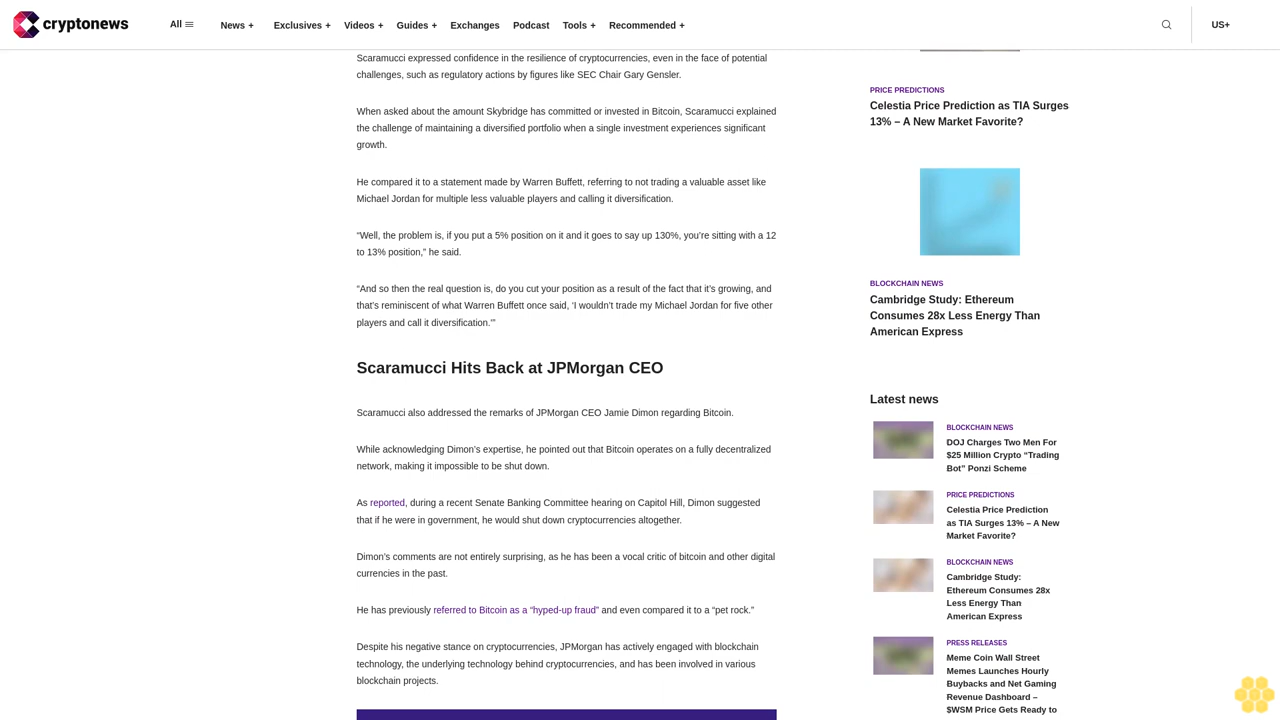 cryptonews
All
News +
Exclusives +
Videos +
Guides +
Exchanges
Podcast
Tools +
Recommended +
US+
Scaramucci expressed confidence in the resilience of cryptocurrencies, even in the face of potential
challenges, such as regulatory actions by figures like SEC Chair Gary Gensler.
When asked about the amount Skybridge has committed or invested in Bitcoin, Scaramucci explained
the challenge of maintaining a diversified portfolio when a single investment experiences significant
growth.
He compared it to a statement made by Warren Buffett, referring to not trading a valuable asset like
Michael Jordan for multiple less valuable players and calling it diversification.
“Well, the problem is, if you put a 5% position on it and it goes to say up 130%, you’re sitting with a 12
to 13% position,” he said.
“And so then the real question is, do you cut your position as a result of the fact that it’s growing, and
that’s reminiscent of what Warren Buffett once said, ‘I wouldn’t trade my Michael Jordan for five other
players and call it diversification.’”
Scaramucci Hits Back at JPMorgan CEO
Scaramucci also addressed the remarks of JPMorgan CEO Jamie Dimon regarding Bitcoin.
While acknowledging Dimon’s expertise, he pointed out that Bitcoin operates on a fully decentralized
network, making it impossible to be shut down.
As reported, during a recent Senate Banking Committee hearing on Capitol Hill, Dimon suggested
that if he were in government, he would shut down cryptocurrencies altogether.
Dimon’s comments are not entirely surprising, as he has been a vocal critic of bitcoin and other digital
currencies in the past.
He has previously referred to Bitcoin as a “hyped-up fraud” and even compared it to a “pet rock.”
Despite his negative stance on cryptocurrencies, JPMorgan has actively engaged with blockchain
technology, the underlying technology behind cryptocurrencies, and has been involved in various
blockchain projects.
PRICE PREDICTIONS
Celestia Price Prediction as TIA Surges
13% – A New Market Favorite?
BLOCKCHAIN NEWS
Cambridge Study: Ethereum
Consumes 28x Less Energy Than
American Express
Latest news
BLOCKCHAIN NEWS
DOJ Charges Two Men For
$25 Million Crypto “Trading
Bot” Ponzi Scheme
PRICE PREDICTIONS
Celestia Price Prediction
as TIA Surges 13% – A New
Market Favorite?
BLOCKCHAIN NEWS
Cambridge Study:
Ethereum Consumes 28x
Less Energy Than
American Express
PRESS RELEASES
Meme Coin Wall Street
Memes Launches Hourly
Buybacks and Net Gaming
Revenue Dashboard –
$WSM Price Gets Ready to